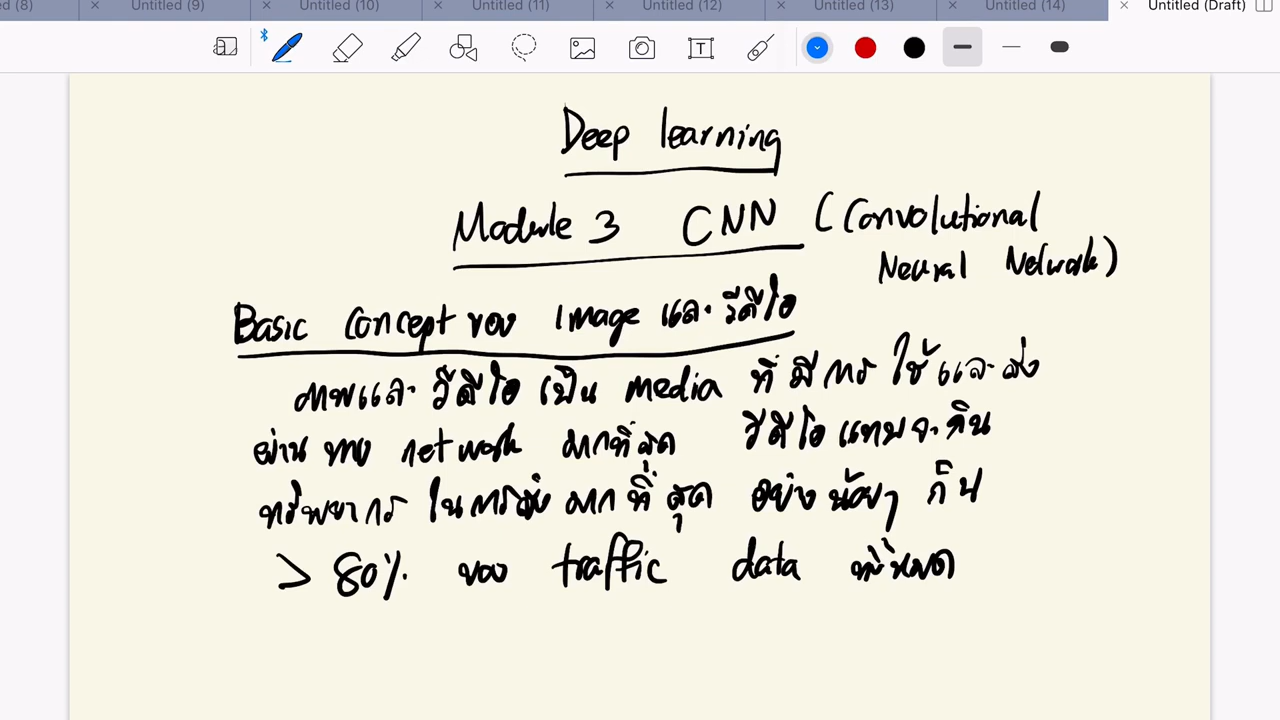 (8) Untitled (9) Untitled (10) Untitled (11) Untitled (12) Untitled (13) Untitled (14) Untitled (Draft)
Deep learning
Module 3 CNN (Convolutional
Neural Network)
Basic Concept ของ Image และ วีดีโอ
ภาพและ วีดีโอ เป็น media ที่ มี การ ใช้ และ ส่ง
ผ่าน ทาง network มากที่สุด วีดีโอ แทบจะ กิน
ทรัพยากร ในการส่ง มากที่สุด อย่างน้อยๆ กิน
> 80% ของ traffic data ทั้งหมด